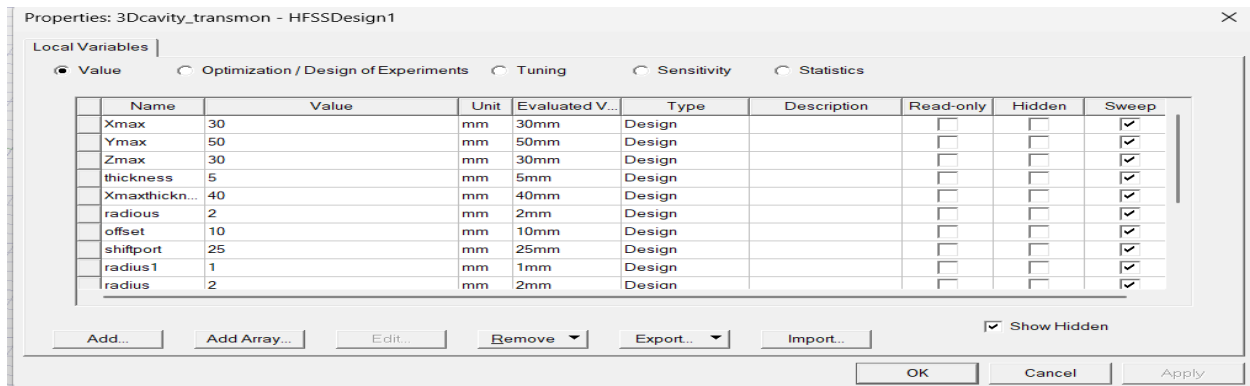 Properties: 3Dcavity_transmon - HFSSDesign1
Local Variables
Value Optimization / Design of Experiments Tuning Sensitivity Statistics
Name Value Unit Evaluated V... Type Description Read-only Hidden Sweep
Xmax 30 mm 30mm Design
Ymax 50 mm 50mm Design
Zmax 30 mm 30mm Design
thickness 5 mm 5mm Design
Xmaxthickn... 40 mm 40mm Design
radious 2 mm 2mm Design
offset 10 mm 10mm Design
shiftport 25 mm 25mm Design
radius1 1 mm 1mm Design
radius 2 mm 2mm Design
Show Hidden
Add... Add Array... Edit... Remove Export... Import...
OK Cancel Apply